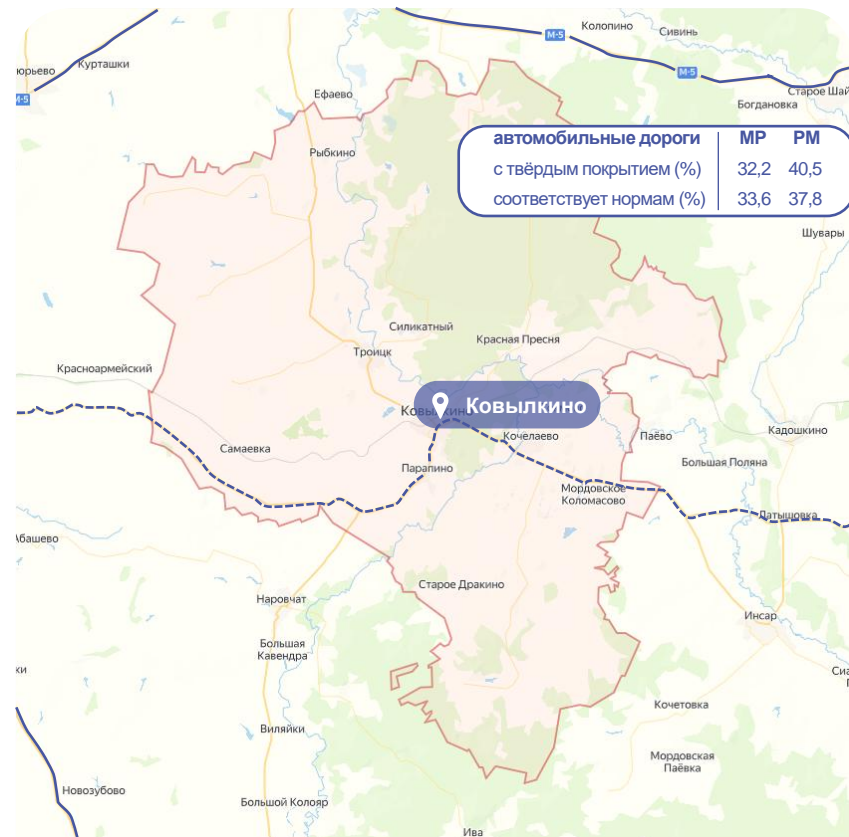 Колопино
Сивинь
М-5
Курташки
М-5
М-5
Старое Шай
Ефаево
Богдановка
Рыбкино
автомобильные дороги МР РМ
с твёрдым покрытием (%) 32,2 40,5
соответствует нормам (%) 33,6 37,8
Шувары
Силикатный
Красная Пресня
Троицк
Красноармейский
Ковылкино
Ковылкино
Кочелаево
Паёво
Кадошкино
Самаевка
Парапино
Большая Поляна
Мордовское
Коломасово
Латышовка
Абашево
Старое Дракино
Наровчат
Инсар
Большая
Кавендра
ки
Кочетовка
Виляйки
Мордовская
Паёвка
Новозубово
Большой Колояр
Ива